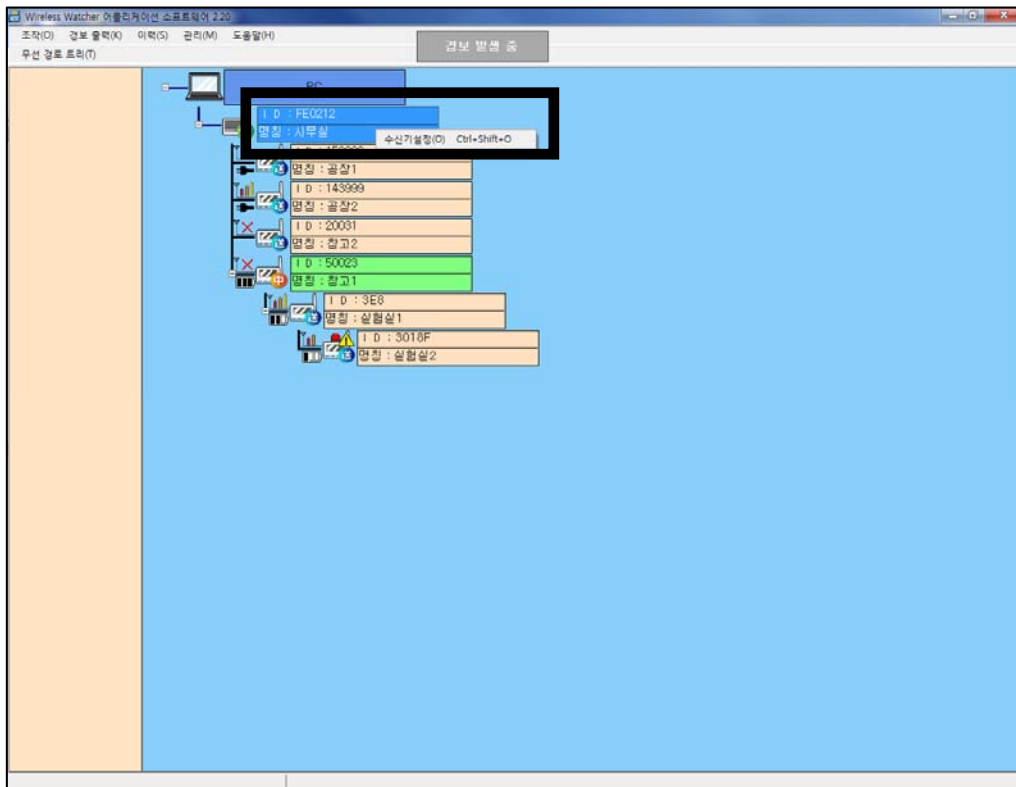 Wireless Watcher 어플리케이션 소프트웨어 2.20
조작(O) 경보 출력(K) 이력(S) 관리(M) 도움말(H)
경보 발생 중
무선 경로 트리(T)
PC
I D : FE0212
명칭 : 사무실
수신기설정(O) Ctrl+Shift+O
명칭 : 공장1
I D : 143999
명칭 : 공장2
I D : 20031
명칭 : 창고2
I D : 50023
명칭 : 창고1
中
I D : 3E8
명칭 : 실험실1
I D : 3018F
명칭 : 실험실2